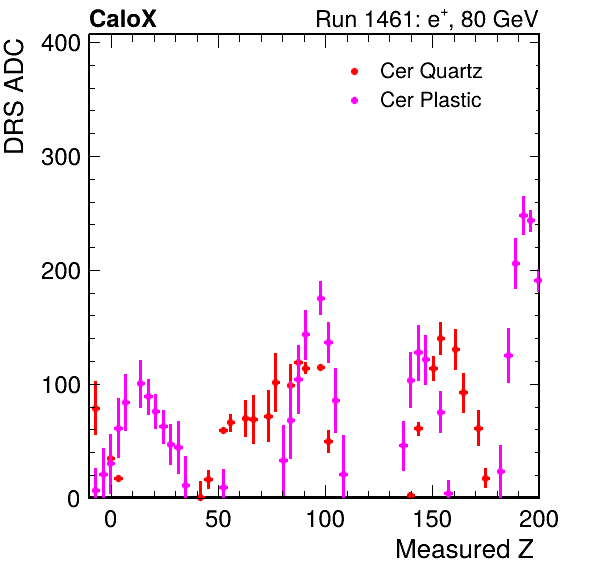 CaloX Run 1461: e⁺, 80 GeV
DRS ADC
400
300
200
100
0
Cer Quartz
Cer Plastic
0 50 100 150 200
Measured Z